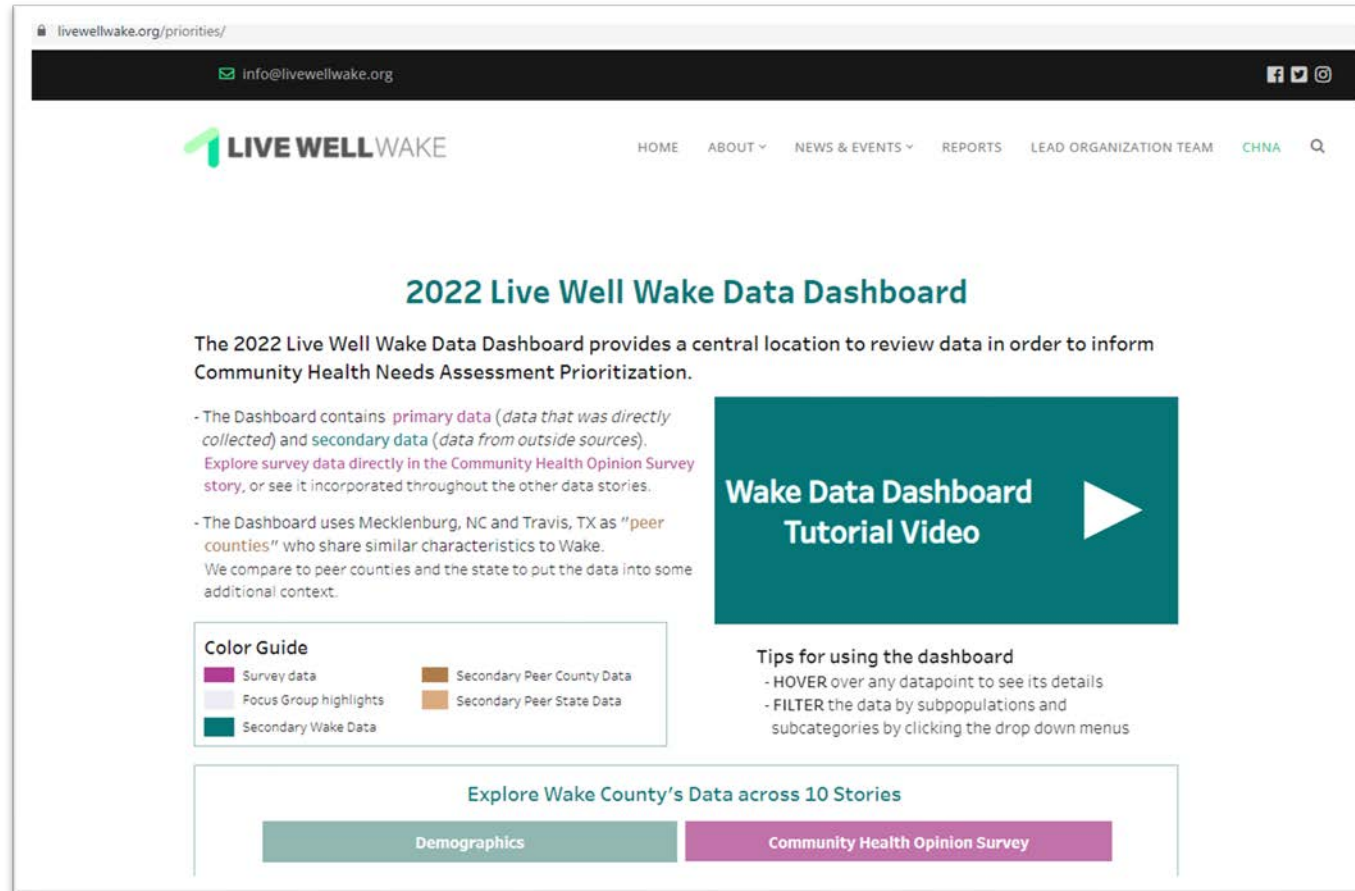 livewellwake.org/priorities/
info@livewellwake.org
LIVE WELL WAKE
HOME ABOUT NEWS & EVENTS REPORTS LEAD ORGANIZATION TEAM CHNA
2022 Live Well Wake Data Dashboard
The 2022 Live Well Wake Data Dashboard provides a central location to review data in order to inform
Community Health Needs Assessment Prioritization.
- The Dashboard contains primary data (data that was directly
collected) and secondary data (data from outside sources).
Explore survey data directly in the Community Health Opinion Survey
story, or see it incorporated throughout the other data stories.
- The Dashboard uses Mecklenburg, NC and Travis, TX as "peer
counties" who share similar characteristics to Wake.
We compare to peer counties and the state to put the data into some
additional context.
Wake Data Dashboard
Tutorial Video
Color Guide
Survey data
Focus Group highlights
Secondary Wake Data
Secondary Peer County Data
Secondary Peer State Data
Tips for using the dashboard
- HOVER over any datapoint to see its details
- FILTER the data by subpopulations and
subcategories by clicking the drop down menus
Explore Wake County's Data across 10 Stories
Demographics
Community Health Opinion Survey